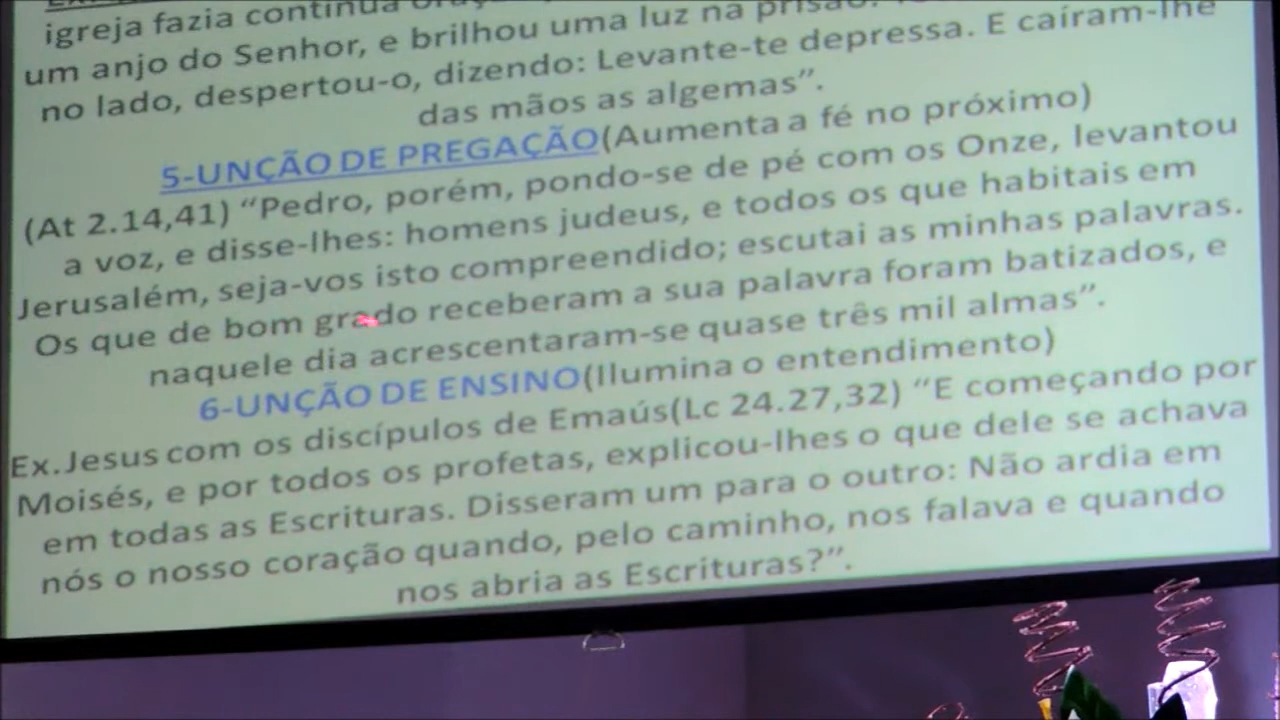 igreja fazia contínua
um anjo do Senhor, e brilhou uma luz na prisão.
no lado, despertou-o, dizendo: Levante-te depressa. E caíram-lhe
das mãos as algemas”.
5-UNÇÃO DE PREGAÇÃO(Aumenta a fé no próximo)
(At 2.14,41) “Pedro, porém, pondo-se de pé com os Onze, levantou
a voz, e disse-lhes: homens judeus, e todos os que habitais em
Jerusalém, seja-vos isto compreendido; escutai as minhas palavras.
Os que de bom grado receberam a sua palavra foram batizados, e
naquele dia acrescentaram-se quase três mil almas”.
6-UNÇÃO DE ENSINO(Ilumina o entendimento)
Ex.Jesus com os discípulos de Emaús(Lc 24.27,32) “E começando por
Moisés, e por todos os profetas, explicou-lhes o que dele se achava
em todas as Escrituras. Disseram um para o outro: Não ardia em
nós o nosso coração quando, pelo caminho, nos falava e quando
nos abria as Escrituras?”.